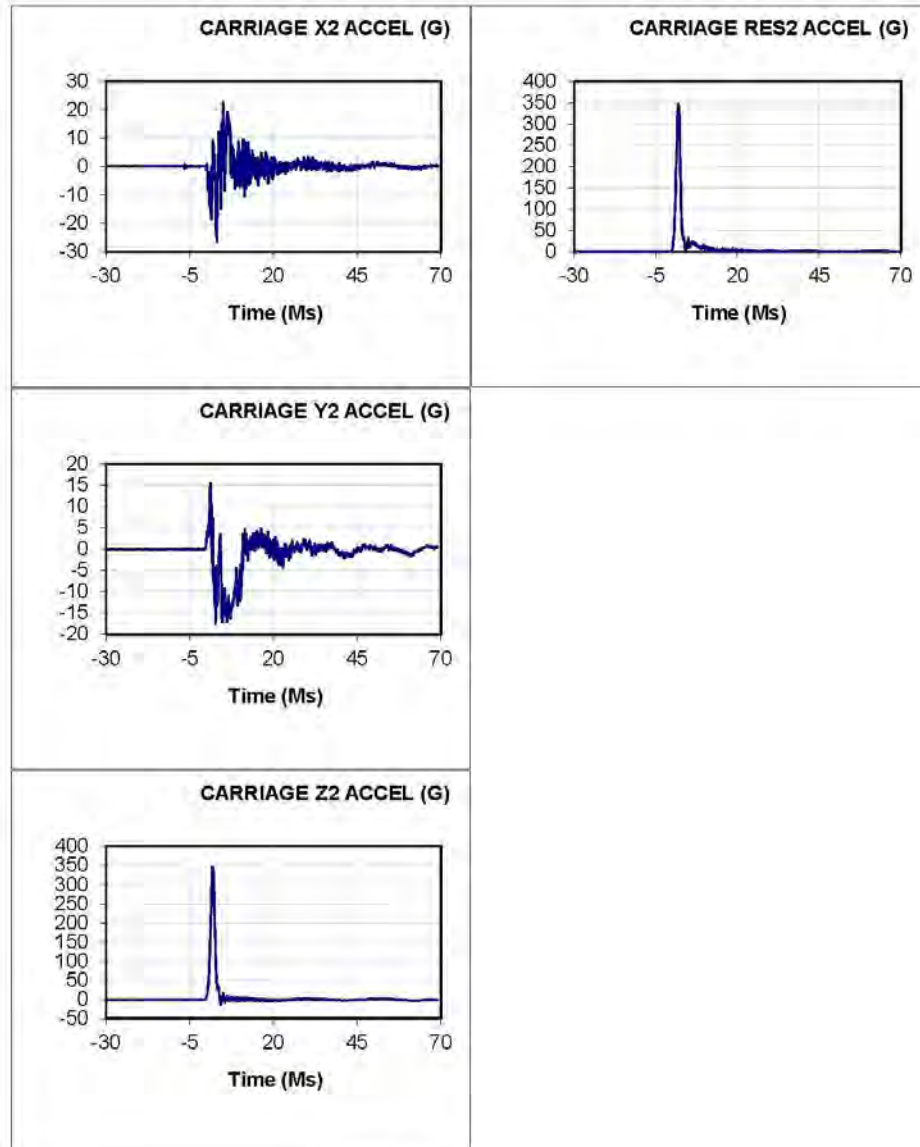 CARRIAGE X2 ACCEL (G)
30
20
10
0
-10
-20
-30
-30 -5 20 45 70
Time (Ms)
CARRIAGE RES2 ACCEL (G)
400
350
300
250
200
150
100
50
0
-30 -5 20 45 70
Time (Ms)
CARRIAGE Y2 ACCEL (G)
20
15
10
5
0
-5
-10
-15
-20
-30 -5 20 45 70
Time (Ms)
CARRIAGE Z2 ACCEL (G)
400
350
300
250
200
150
100
50
0
-50
-30 -5 20 45 70
Time (Ms)